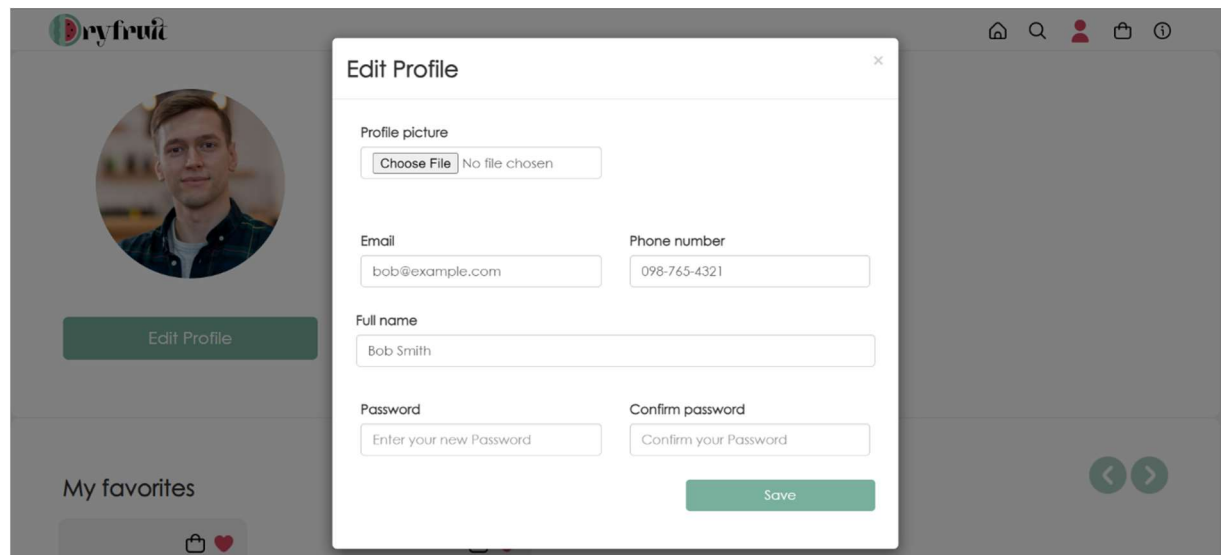 Dryfruit
Edit Profile
×
Profile picture
Choose File No file chosen
Email Phone number
bob@example.com 098-765-4321
Edit Profile
Full name
Bob Smith
Password Confirm password
Enter your new Password Confirm your Password
My favorites
Save